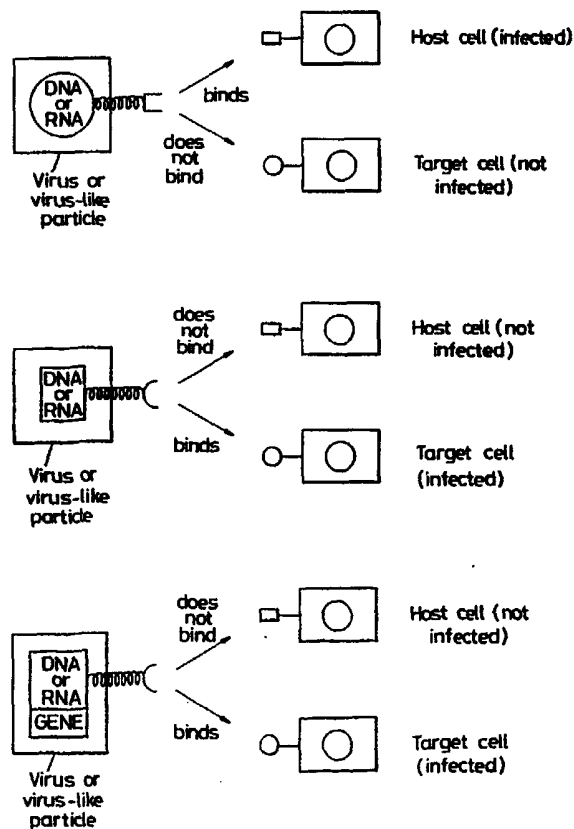 Host cell (infected)
DNA
or
RNA
binds
does
not
bind
Target cell (not
infected)
Virus or
virus-like
particle
does
not
bind
Host cell (not
infected)
DNA
or
RNA
binds
Target cell
(infected)
Virus or
virus-like
particle
does
not
bind
Host cell (not
infected)
DNA
or
RNA
GENE
binds
Target cell
(infected)
Virus or
virus-like
particle